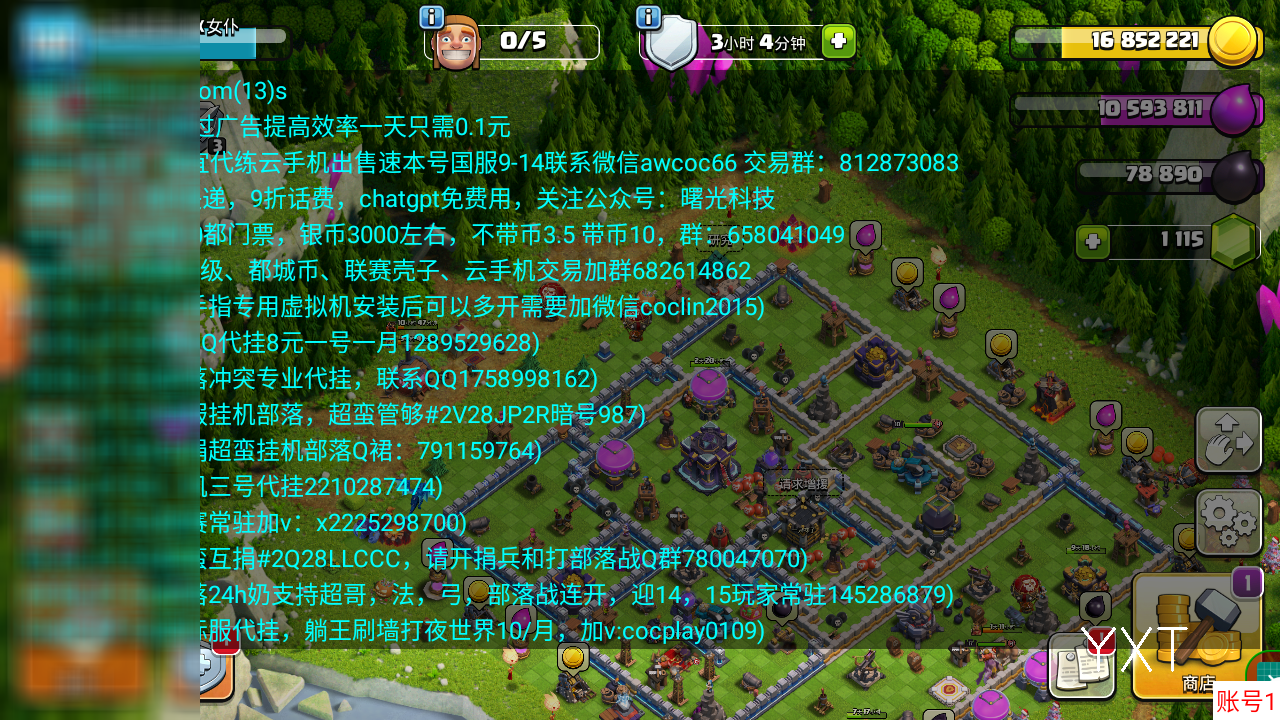 女仆
0/5
3小时 4分钟
16 852 221
om(13)s
10 593 811
过广告提高效率一天只需0.1元
3
宜代练云手机出售速本号国服9-14联系微信awcoc66 交易群：812873083
78 890
递，9折话费，chatgpt免费用，关注公众号：曙光科技
都门票，银币3000左右，不带币3.5 带币10，群：658041049
1 115
级、都城币、联赛壳子、云手机交易加群682614862
手指专用虚拟机安装后可以多开需要加微信coclin2015)
Q代挂8元一号一月1289529628)
落冲突专业代挂，联系QQ1758998162)
服挂机部落，超蛮管够#2V28JP2R暗号987)
捐超蛮挂机部落Q裙：791159764)
机三号代挂2210287474)
请求增援
赛常驻加v：x2225298700)
蛮互捐#2Q28LLCCC，请开捐兵和打部落战Q群780047070)
落24h奶支持超哥，法，弓，部落战连开，迎14，15玩家常驻145286879)
1
际服代挂，躺王刷墙打夜世界10/月，加v:cocplay0109)
YXT
商店
账号1